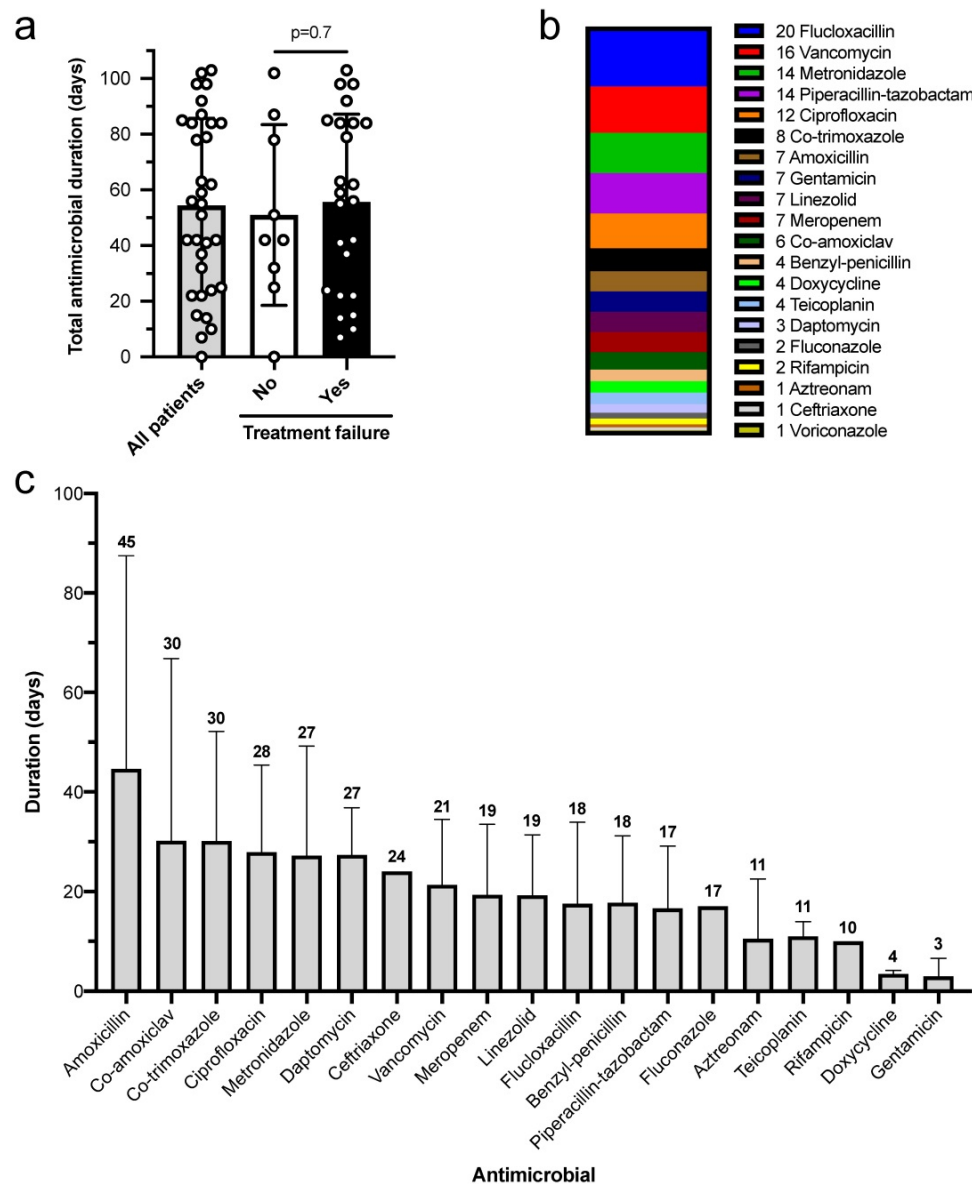 a
p=0.7
Total antimicrobial duration (days)
100
80
60
40
20
0
All patients
No
Yes
Treatment failure
b
20 Flucloxacillin
16 Vancomycin
14 Metronidazole
14 Piperacillin-tazobactam
12 Ciprofloxacin
8 Co-trimoxazole
7 Amoxicillin
7 Gentamicin
7 Linezolid
7 Meropenem
6 Co-amoxiclav
4 Benzyl-penicillin
4 Doxycycline
4 Teicoplanin
3 Daptomycin
2 Fluconazole
2 Rifampicin
1 Aztreonam
1 Ceftriaxone
1 Voriconazole
c
Duration (days)
100
80
60
40
20
0
45
30
30
28
27
27
24
21
19
19
18
18
17
17
11
11
10
4
3
Amoxicillin
Co-amoxiclav
Co-trimoxazole
Ciprofloxacin
Metronidazole
Daptomycin
Ceftriaxone
Vancomycin
Meropenem
Linezolid
Flucloxacillin
Benzyl-penicillin
Piperacillin-tazobactam
Fluconazole
Aztreonam
Teicoplanin
Rifampicin
Doxycycline
Gentamicin
Antimicrobial